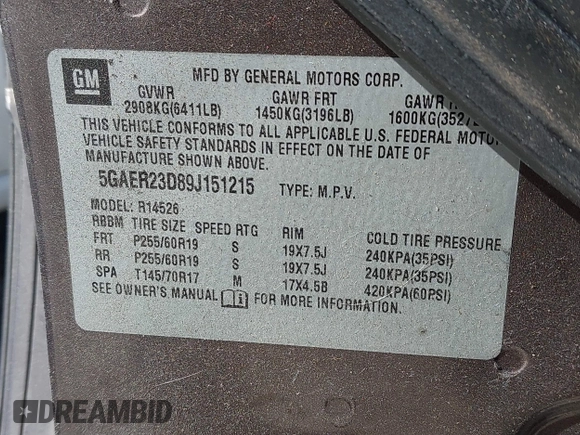 GM
MFD BY GENERAL MOTORS CORP.
GVWR GAWR FRT GAWR
2908KG(6411LB) 1450KG(3196LB) 1600KG(3527L
THIS VEHICLE CONFORMS TO ALL APPLICABLE U.S. FEDERAL MOTOR
VEHICLE SAFETY STANDARDS IN EFFECT ON THE DATE OF
MANUFACTURE SHOWN ABOVE.
5GAER23D89J151215 TYPE: M.P.V.
MODEL: R14526
RBBM TIRE SIZE SPEED RTG RIM COLD TIRE PRESSURE
FRT P255/60R19 S 19X7.5J 240KPA(35PSI)
RR P255/60R19 S 19X7.5J 240KPA(35PSI)
SPA T145/70R17 M 17X4.5B 420KPA(60PSI)
SEE OWNER'S MANUAL FOR MORE INFORMATION.
DREAMBID